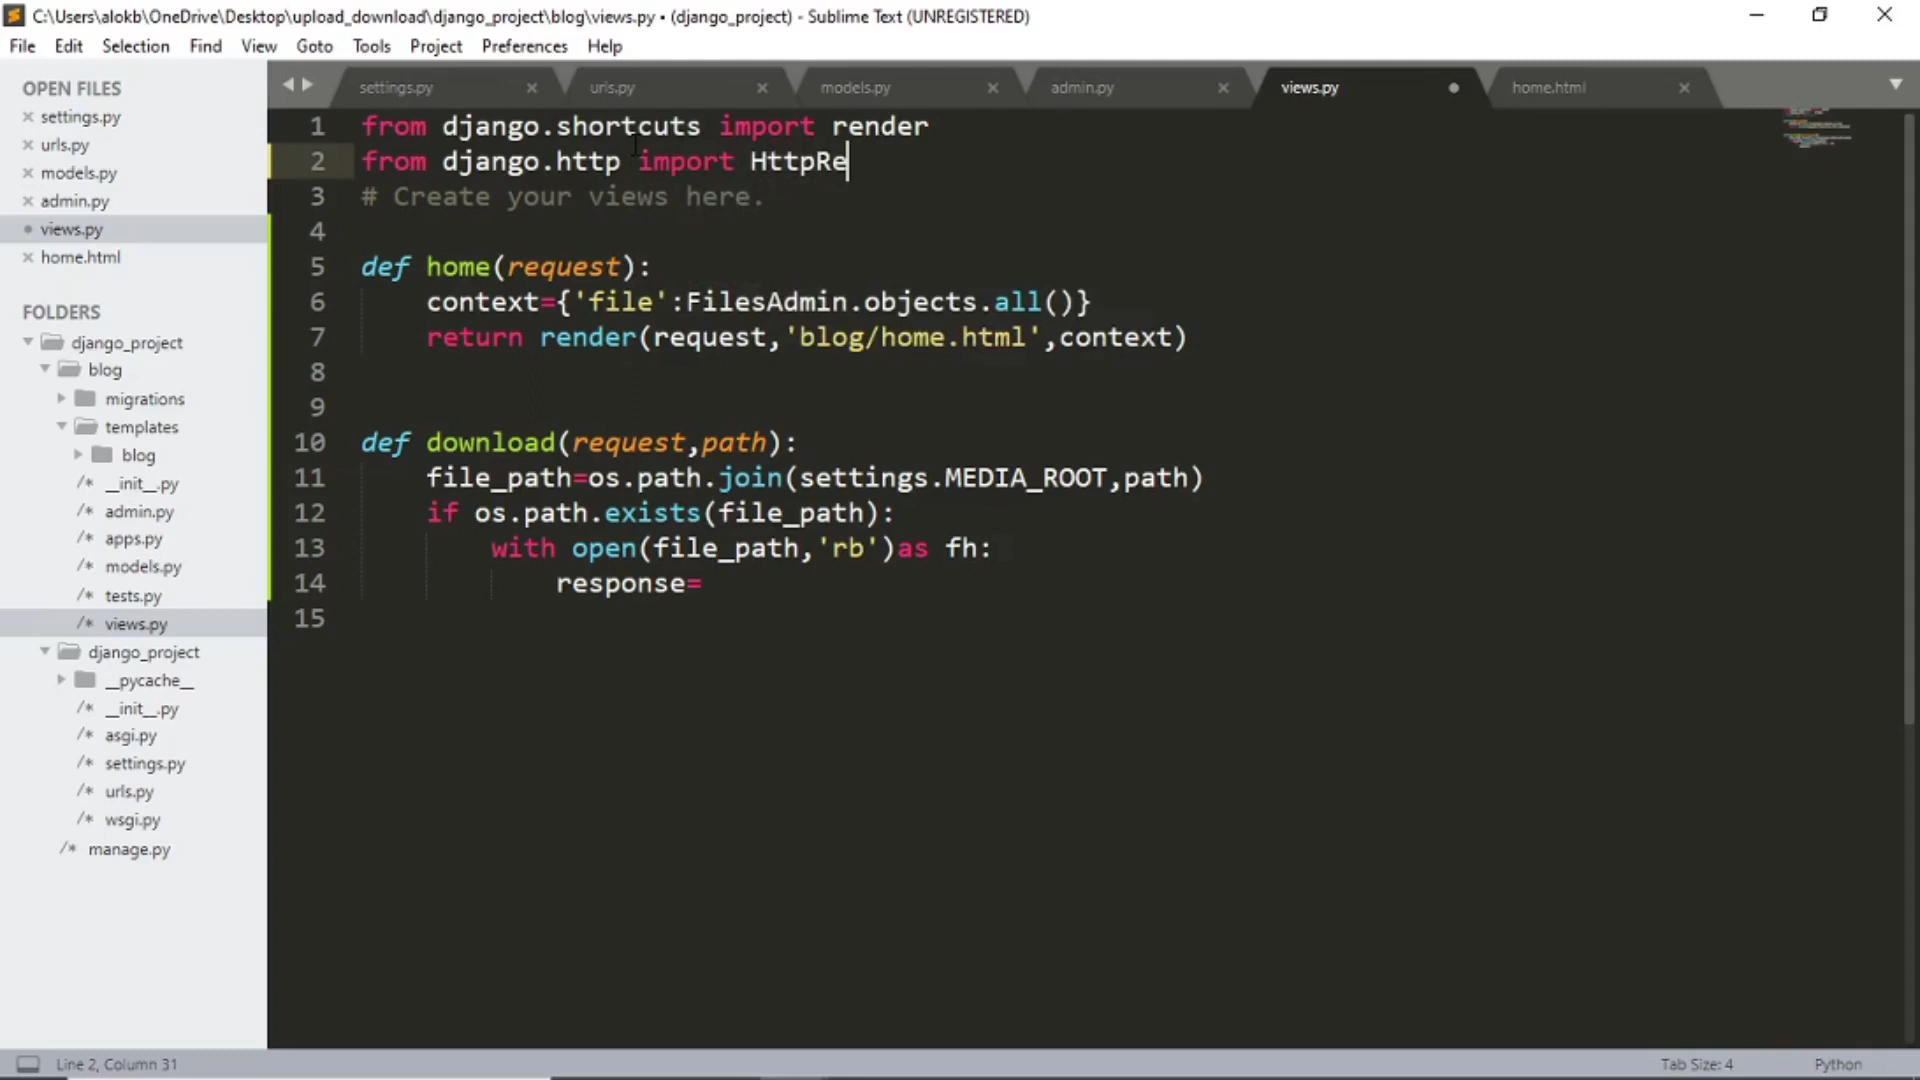 C:\Users\alokb\OneDrive\Desktop\upload_download\django_project\blog\views.py • (django_project) - Sublime Text (UNREGISTERED)
File Edit Selection Find View Goto Tools Project Preferences Help
OPEN FILES
settings.py
urls.py
models.py
admin.py
views.py
home.html
FOLDERS
django_project
blog
migrations
templates
blog
/* __init__.py
/* admin.py
/* apps.py
/* models.py
/* tests.py
/* views.py
django_project
__pycache__
/* __init__.py
/* asgi.py
/* settings.py
/* urls.py
/* wsgi.py
/* manage.py
settings.py urls.py models.py admin.py views.py home.html
1 from django.shortcuts import render
2 from django.http import HttpRe
3 # Create your views here.
4
5 def home(request):
6 context={'file':FilesAdmin.objects.all()}
7 return render(request,'blog/home.html',context)
8
9
10 def download(request,path):
11 file_path=os.path.join(settings.MEDIA_ROOT,path)
12 if os.path.exists(file_path):
13 with open(file_path,'rb')as fh:
14 response=
15
Line 2, Column 31
Tab Size: 4
Python